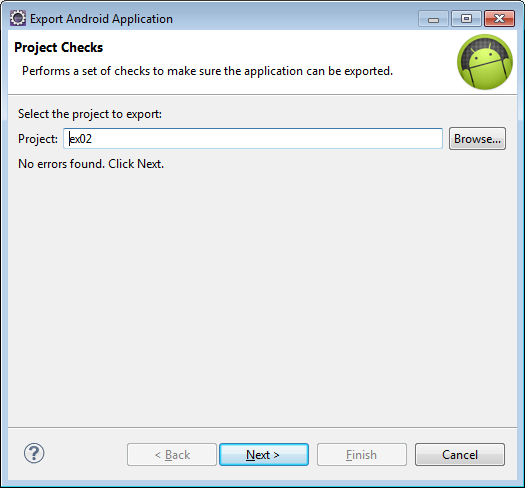 Export Android Application
Project Checks
Performs a set of checks to make sure the application can be exported.
Select the project to export:
Project: ex02 Browse...
No errors found. Click Next.
? < Back Next > Finish Cancel